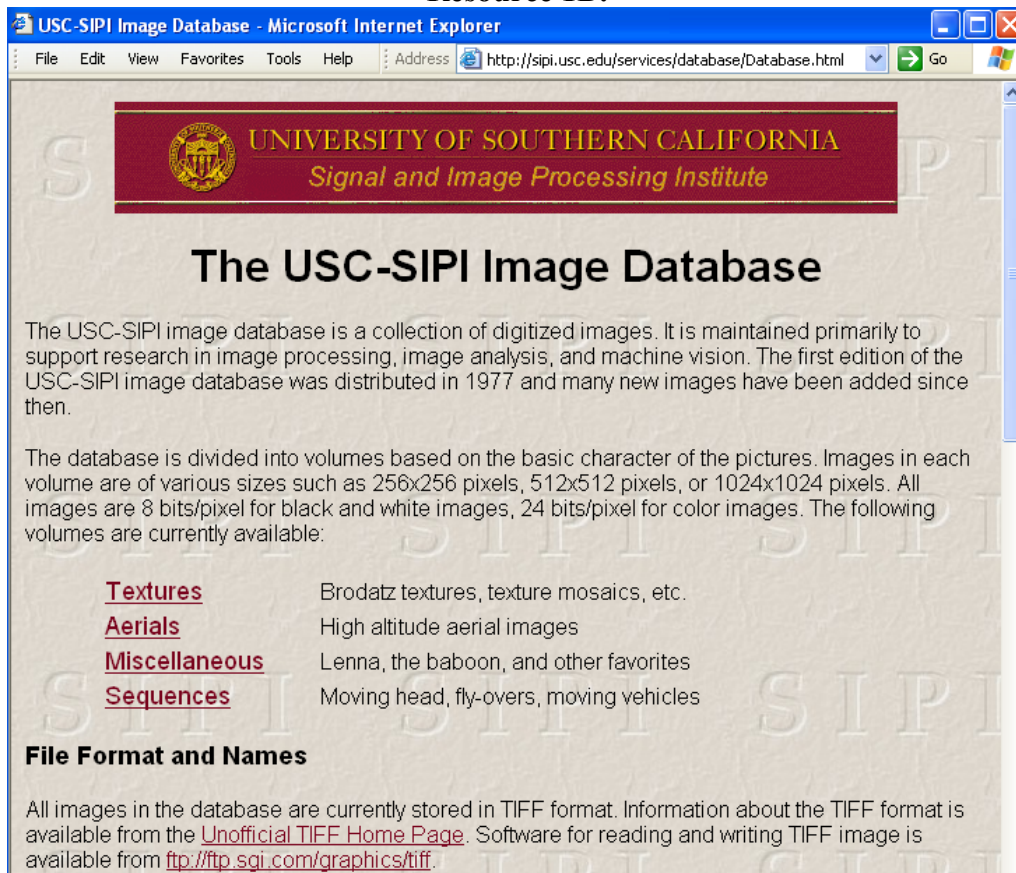 USC-SIPI Image Database - Microsoft Internet Explorer
File Edit View Favorites Tools Help Address http://sipi.usc.edu/services/database/Database.html Go
UNIVERSITY OF SOUTHERN CALIFORNIA
Signal and Image Processing Institute
The USC-SIPI Image Database
The USC-SIPI image database is a collection of digitized images. It is maintained primarily to
support research in image processing, image analysis, and machine vision. The first edition of the
USC-SIPI image database was distributed in 1977 and many new images have been added since
then.
The database is divided into volumes based on the basic character of the pictures. Images in each
volume are of various sizes such as 256x256 pixels, 512x512 pixels, or 1024x1024 pixels. All
images are 8 bits/pixel for black and white images, 24 bits/pixel for color images. The following
volumes are currently available:
Textures Brodatz textures, texture mosaics, etc.
Aerials High altitude aerial images
Miscellaneous Lenna, the baboon, and other favorites
Sequences Moving head, fly-overs, moving vehicles
File Format and Names
All images in the database are currently stored in TIFF format. Information about the TIFF format is
available from the Unofficial TIFF Home Page. Software for reading and writing TIFF image is
available from ftp://ftp.sgi.com/graphics/tiff.